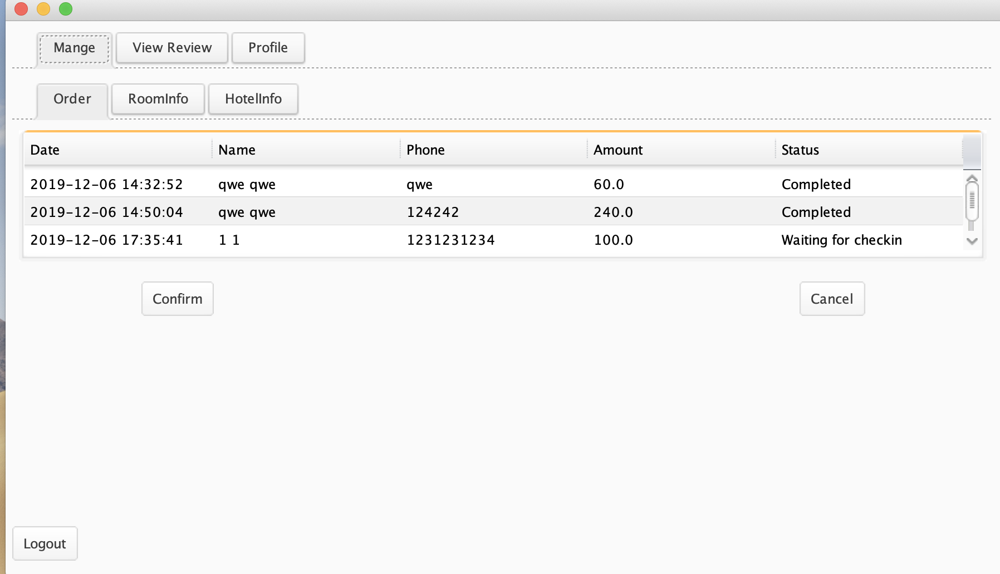 Mange View Review Profile
Order RoomInfo HotelInfo
Date Name Phone Amount Status
2019-12-06 14:32:52 qwe qwe qwe 60.0 Completed
2019-12-06 14:50:04 qwe qwe 124242 240.0 Completed
2019-12-06 17:35:41 1 1 1231231234 100.0 Waiting for checkin
Confirm Cancel
Logout